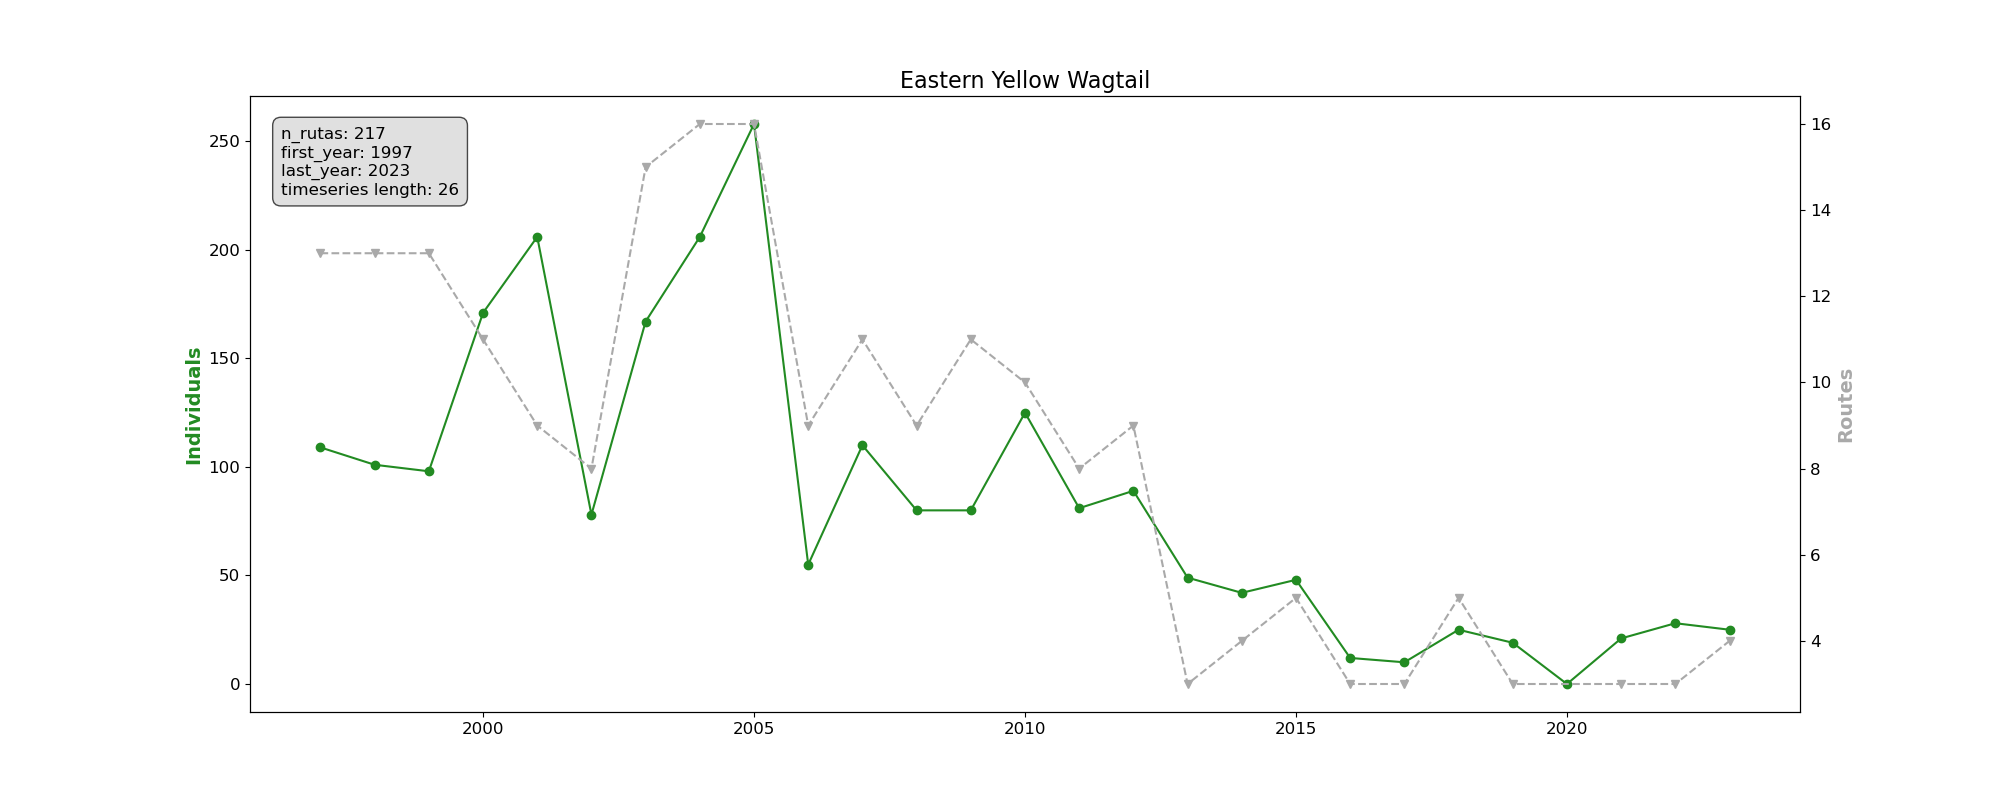 Eastern Yellow Wagtail
n_rutas: 217
first_year: 1997
last_year: 2023
timeseries length: 26
Individuals
250
200
150
100
50
0
16
14
12
10
8
6
4
Routes
2000
2005
2010
2015
2020